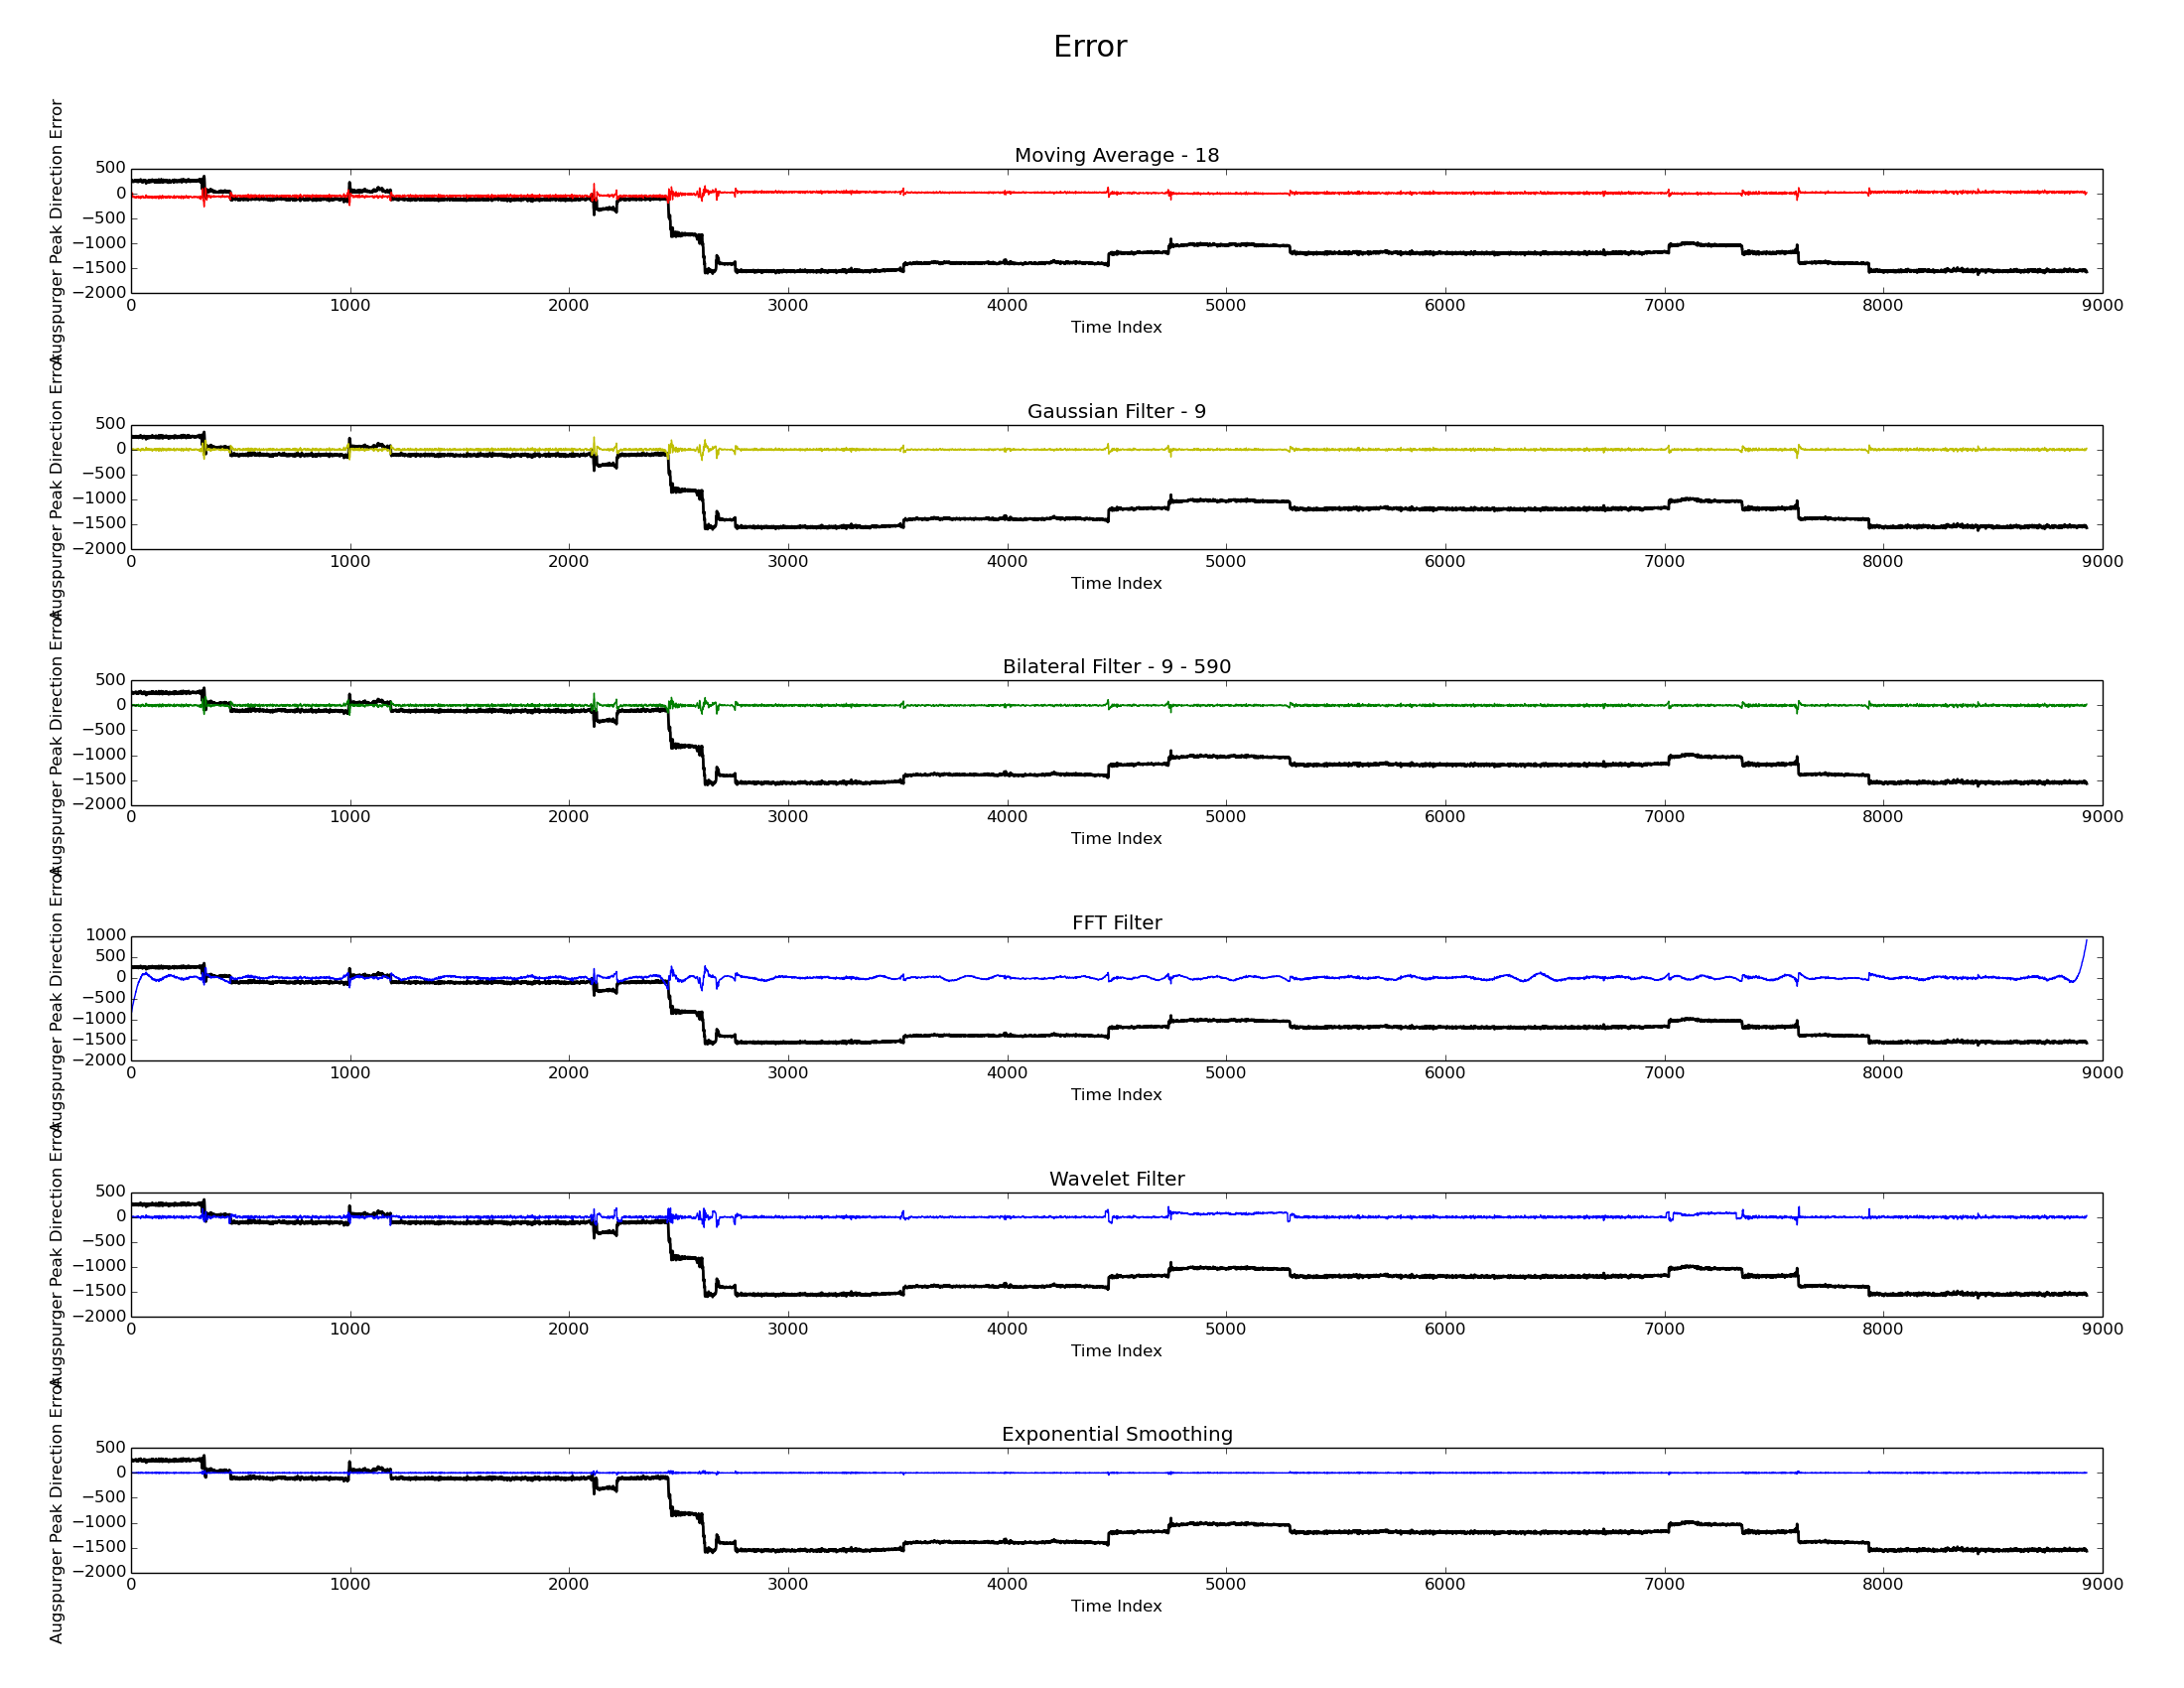 Error
Moving Average - 18
Augspurger Peak Direction Error
500
0
−500
−1000
−1500
−2000
0 1000 2000 3000 4000 5000 6000 7000 8000 9000
Time Index
Gaussian Filter - 9
Augspurger Peak Direction Error
500
0
−500
−1000
−1500
−2000
0 1000 2000 3000 4000 5000 6000 7000 8000 9000
Time Index
Bilateral Filter - 9 - 590
Augspurger Peak Direction Error
500
0
−500
−1000
−1500
−2000
0 1000 2000 3000 4000 5000 6000 7000 8000 9000
Time Index
FFT Filter
Augspurger Peak Direction Error
1000
500
0
−500
−1000
−1500
−2000
0 1000 2000 3000 4000 5000 6000 7000 8000 9000
Time Index
Wavelet Filter
Augspurger Peak Direction Error
500
0
−500
−1000
−1500
−2000
0 1000 2000 3000 4000 5000 6000 7000 8000 9000
Time Index
Exponential Smoothing
Augspurger Peak Direction Error
500
0
−500
−1000
−1500
−2000
0 1000 2000 3000 4000 5000 6000 7000 8000 9000
Time Index